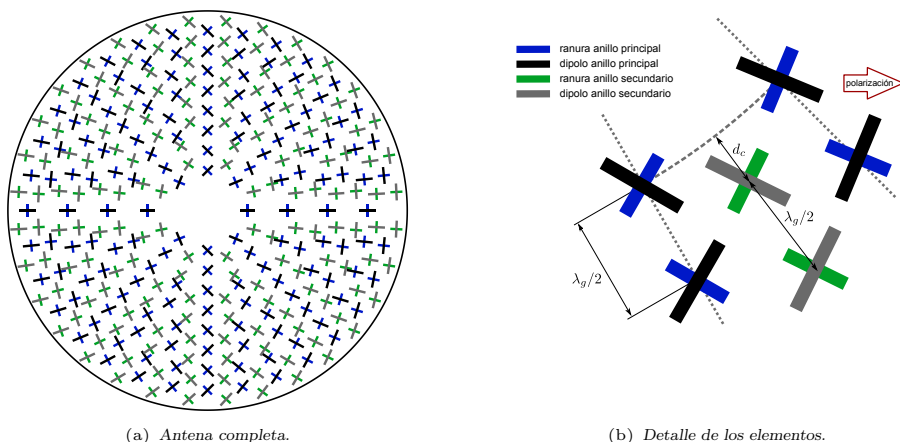 ranura anillo principal
dipolo anillo principal
ranura anillo secundario
dipolo anillo secundario
polarización
d_c
λ_g/2
λ_g/2
(a) Antena completa.
(b) Detalle de los elementos.